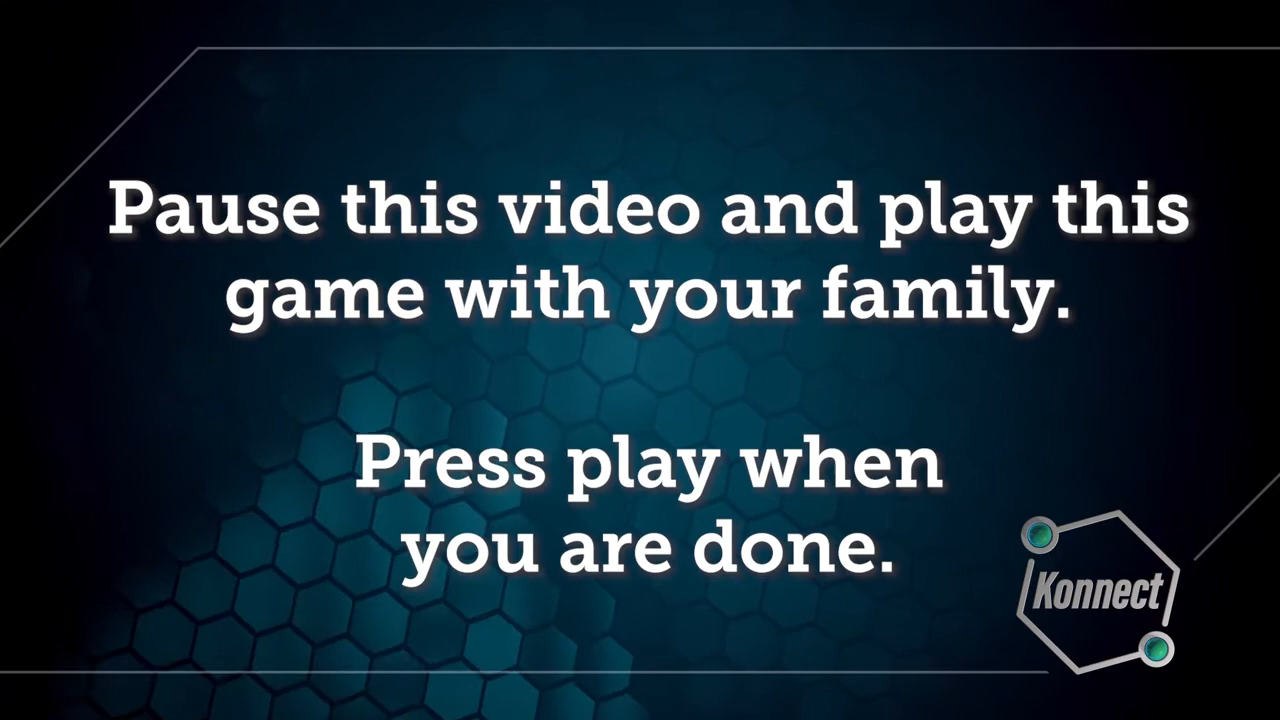 Pause this video and play this
game with your family.
Press play when
you are done.
Konnect